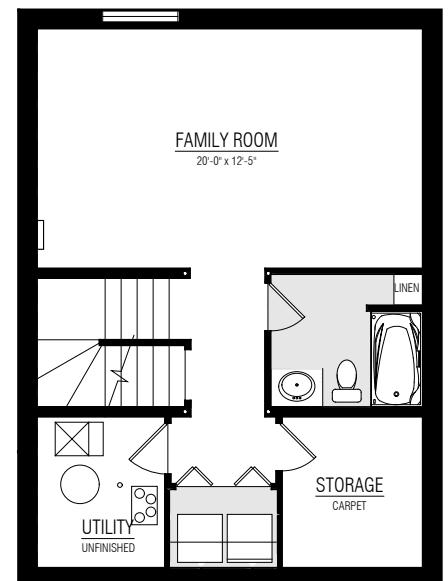 FAMILY ROOM
20'-0" x 12'-5"
LINEN
STORAGE
CARPET
UTILITY
UNFINISHED